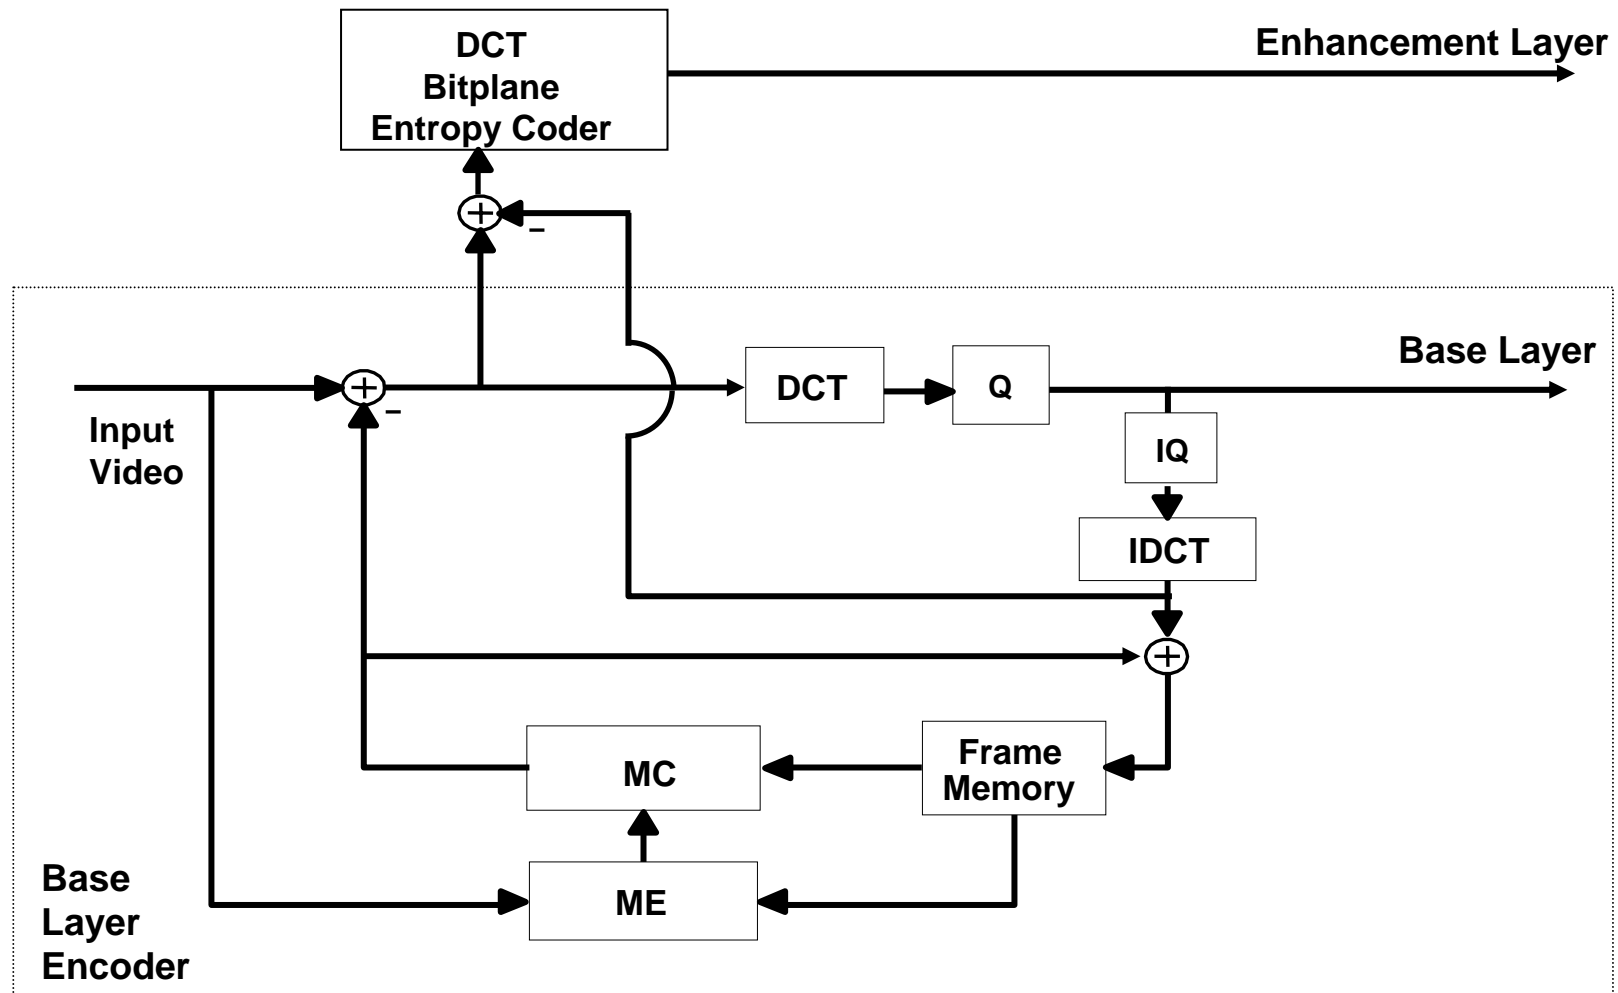 DCT
Bitplane
Entropy Coder
Enhancement Layer
+
–
Base Layer
+
–
DCT
Q
Input
Video
IQ
IDCT
+
MC
Frame
Memory
ME
Base
Layer
Encoder